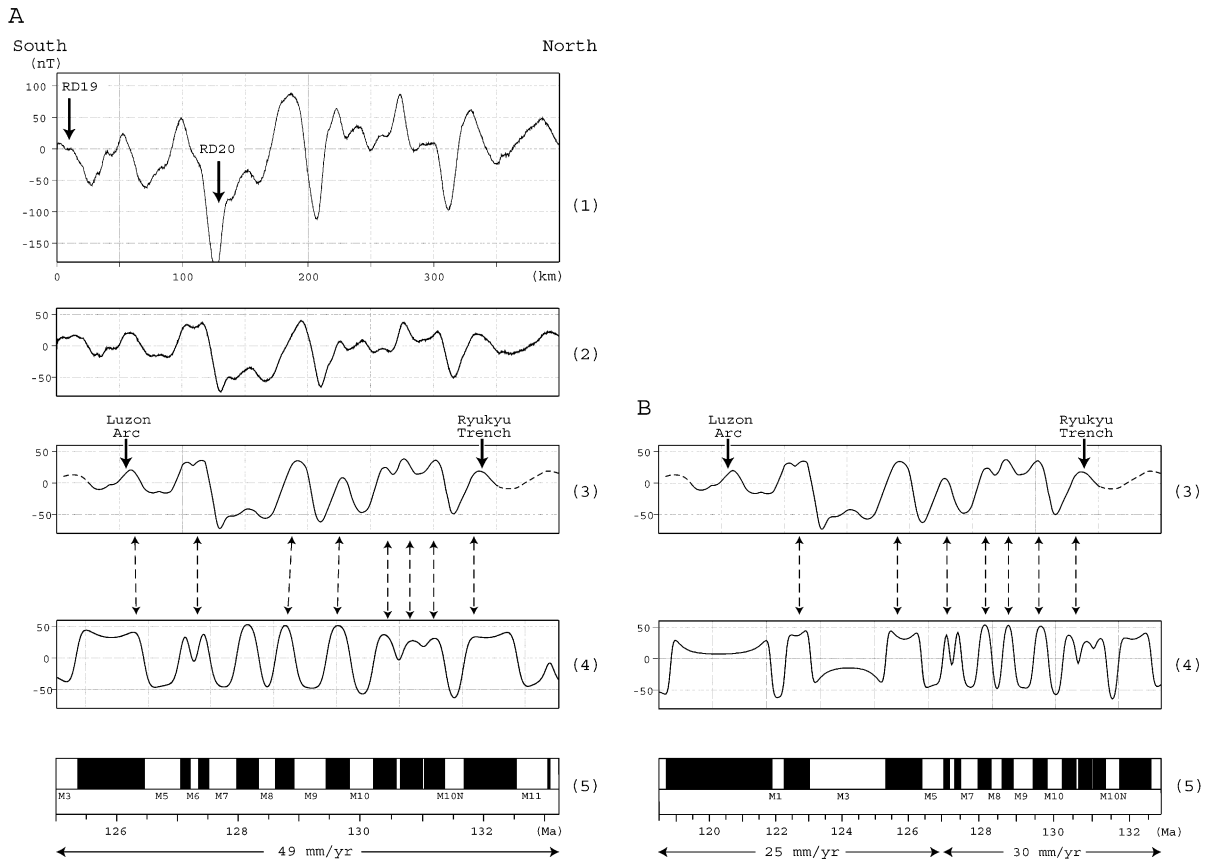 A
South North
(nT)
RD19
100
50
0
-50
-100
-150
RD20
(1)
0 100 200 300 (km)
50
0
-50
(2)
Luzon
Arc
Ryukyu
Trench
50
0
-50
(3)
50
0
-50
(4)
(5)
M3 M5 M6 M7 M8 M9 M10 M10N M11
126 128 130 132 (Ma)
49 mm/yr
B
Luzon
Arc
Ryukyu
Trench
50
0
-50
(3)
50
0
-50
(4)
(5)
M1 M3 M5 M7 M8 M9 M10 M10N
120 122 124 126 128 130 132 (Ma)
25 mm/yr 30 mm/yr